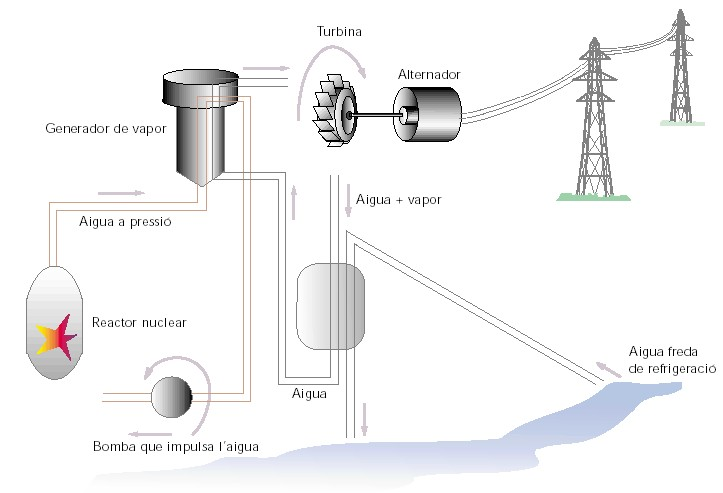 Turbina
Alternador
Generador de vapor
Aigua + vapor
Aigua a pressió
Reactor nuclear
Aigua freda
de refrigeració
Aigua
Bomba que impulsa l'aigua